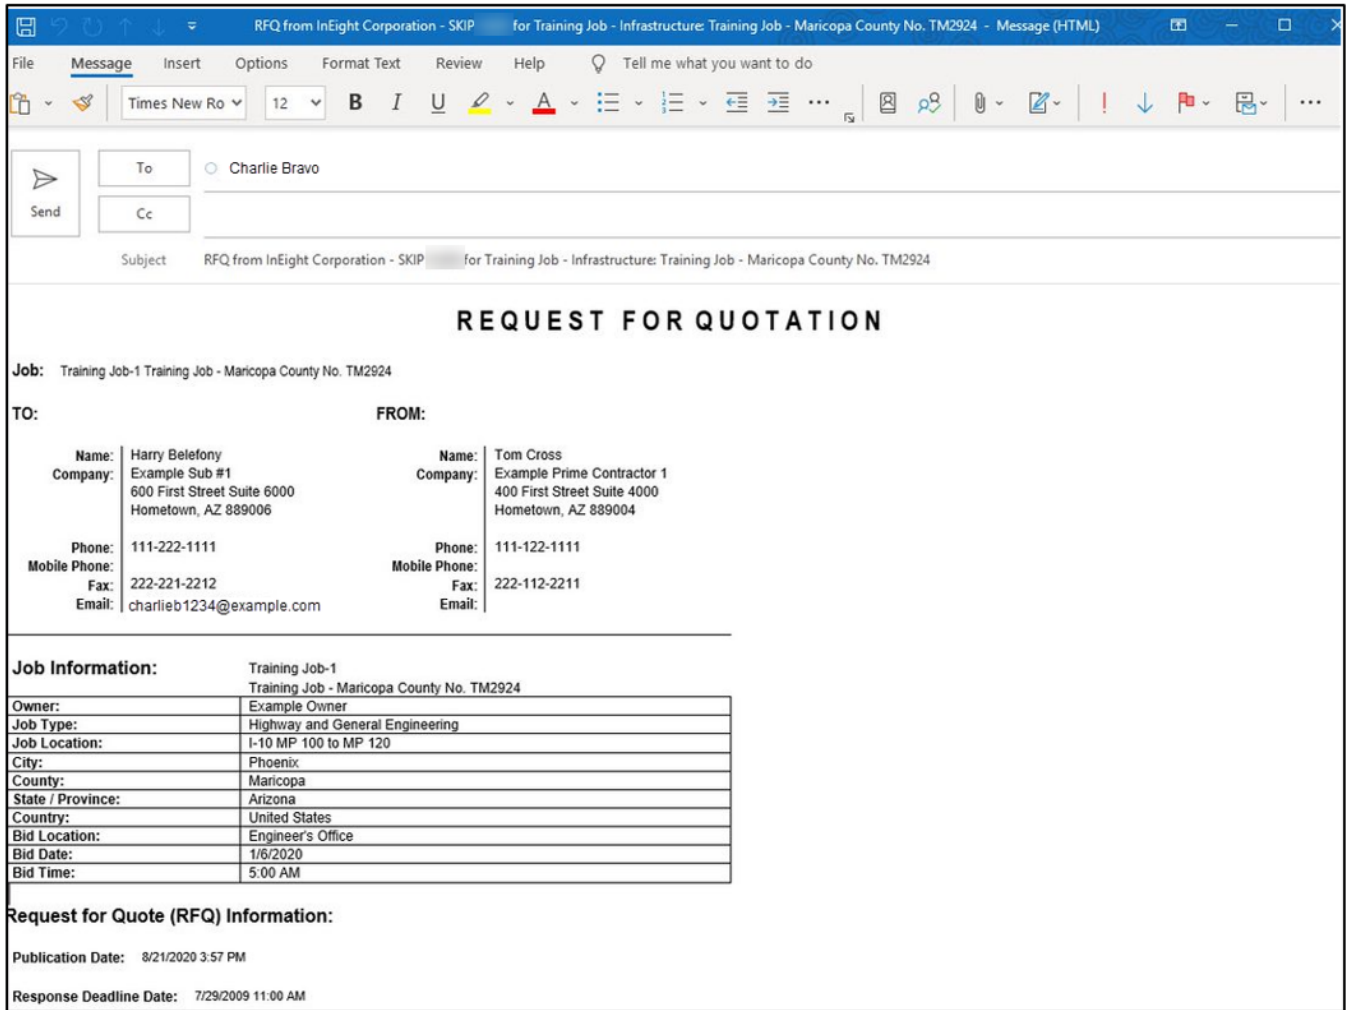 RFQ from InEight Corporation - SKIP for Training Job - Infrastructure: Training Job - Maricopa County No. TM2924 - Message (HTML)
File Message Insert Options Format Text Review Help Tell me what you want to do
Times New Ro 12 B I U A
To Charlie Bravo
Send
Cc
Subject RFQ from InEight Corporation - SKIP for Training Job - Infrastructure: Training Job - Maricopa County No. TM2924
REQUEST FOR QUOTATION
Job: Training Job-1 Training Job - Maricopa County No. TM2924
TO: FROM:
Name: Harry Belefony Name: Tom Cross
Company: Example Sub #1 Company: Example Prime Contractor 1
600 First Street Suite 6000 400 First Street Suite 4000
Hometown, AZ 889006 Hometown, AZ 889004
Phone: 111-222-1111 Phone: 111-122-1111
Mobile Phone: Mobile Phone:
Fax: 222-221-2212 Fax: 222-112-2211
Email: charlieb1234@example.com Email:
Job Information: Training Job-1
Training Job - Maricopa County No. TM2924
Owner: Example Owner
Job Type: Highway and General Engineering
Job Location: I-10 MP 100 to MP 120
City: Phoenix
County: Maricopa
State / Province: Arizona
Country: United States
Bid Location: Engineer's Office
Bid Date: 1/6/2020
Bid Time: 5:00 AM
Request for Quote (RFQ) Information:
Publication Date: 8/21/2020 3:57 PM
Response Deadline Date: 7/29/2009 11:00 AM